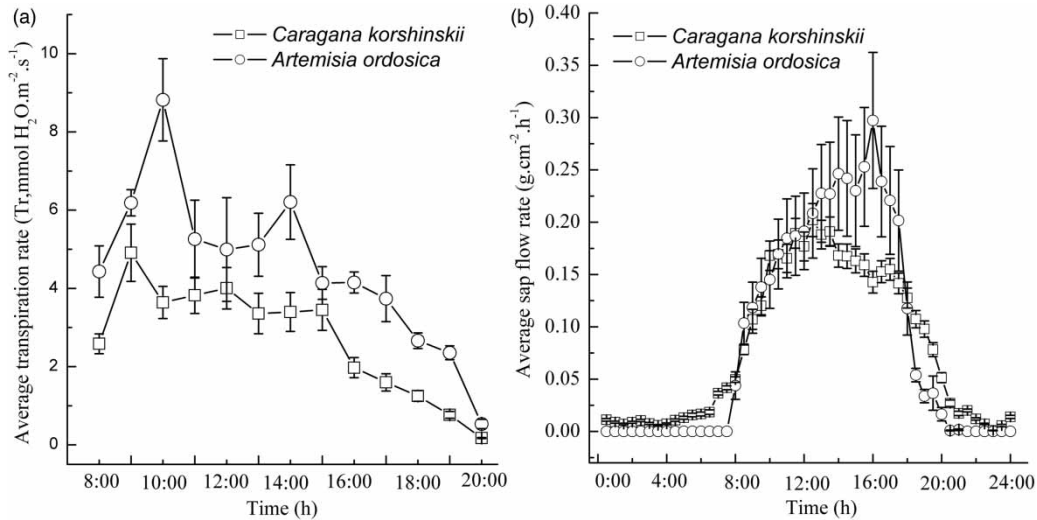 (a)
Caragana korshinskii
Artemisia ordosica
10
8
6
4
2
0
Average transpiration rate (Tr,mmol H₂O.m⁻².s⁻¹)
8:00 10:00 12:00 14:00 16:00 18:00 20:00
Time (h)
(b)
Caragana korshinskii
Artemisia ordosica
0.40
0.35
0.30
0.25
0.20
0.15
0.10
0.05
0.00
Average sap flow rate (g.cm⁻².h⁻¹)
0:00 4:00 8:00 12:00 16:00 20:00 24:00
Time (h)